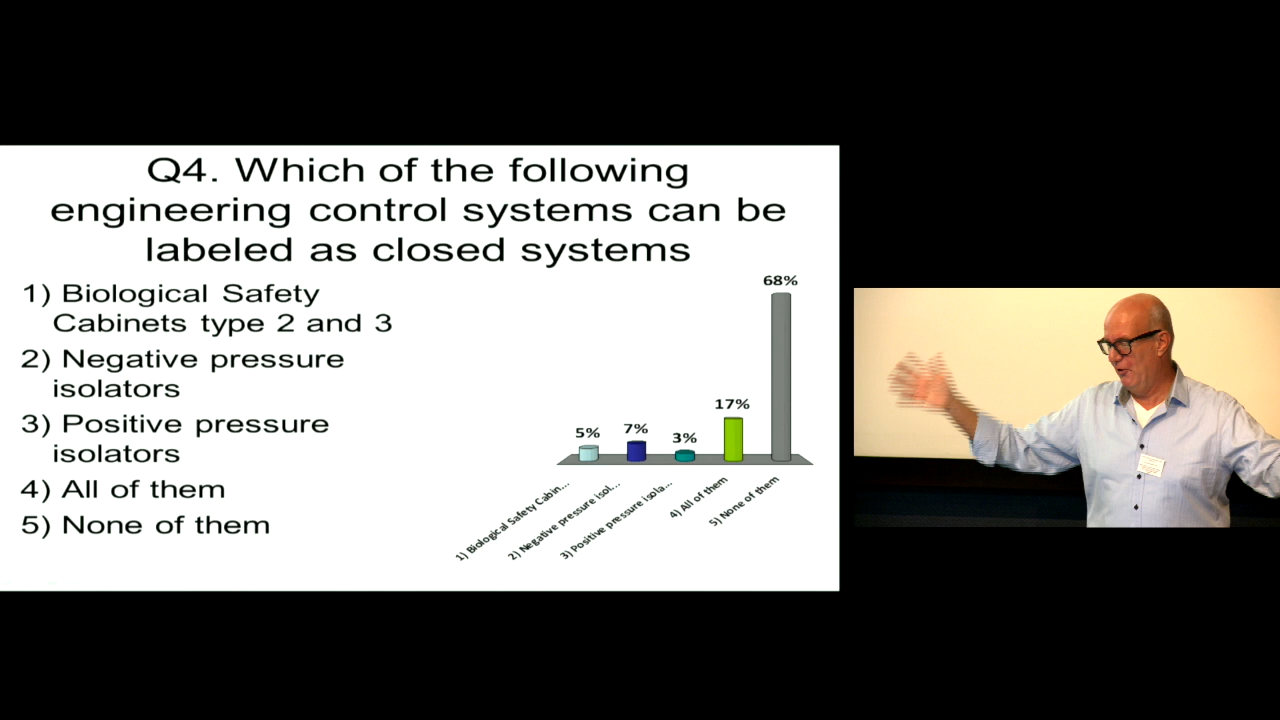 Q4. Which of the following
engineering control systems can be
labeled as closed systems
1) Biological Safety
Cabinets type 2 and 3
2) Negative pressure
isolators
3) Positive pressure
isolators
4) All of them
5) None of them
5%
7%
3%
17%
68%
1) Biological Safety Cabin...
2) Negative pressure isol...
3) Positive pressure isola...
4) All of them
5) None of them